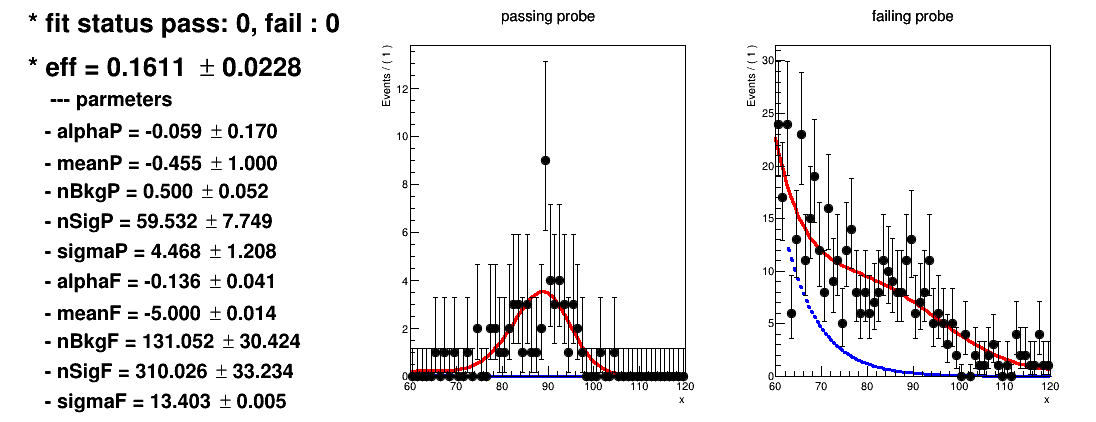 * fit status pass: 0, fail : 0
* eff = 0.1611 ± 0.0228
--- parmeters
- alphaP = -0.059 ± 0.170
- meanP = -0.455 ± 1.000
- nBkgP = 0.500 ± 0.052
- nSigP = 59.532 ± 7.749
- sigmaP = 4.468 ± 1.208
- alphaF = -0.136 ± 0.041
- meanF = -5.000 ± 0.014
- nBkgF = 131.052 ± 30.424
- nSigF = 310.026 ± 33.234
- sigmaF = 13.403 ± 0.005
passing probe
Events / ( 1 )
12
10
8
6
4
2
0
60 70 80 90 100 110 120
x
failing probe
Events / ( 1 )
30
25
20
15
10
5
0
60 70 80 90 100 110 120
x